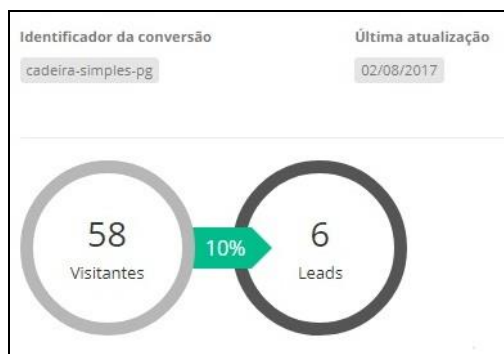 Identificador da conversão
Última atualização
cadeira-simples-pg
02/08/2017
58
Visitantes
10%
6
Leads